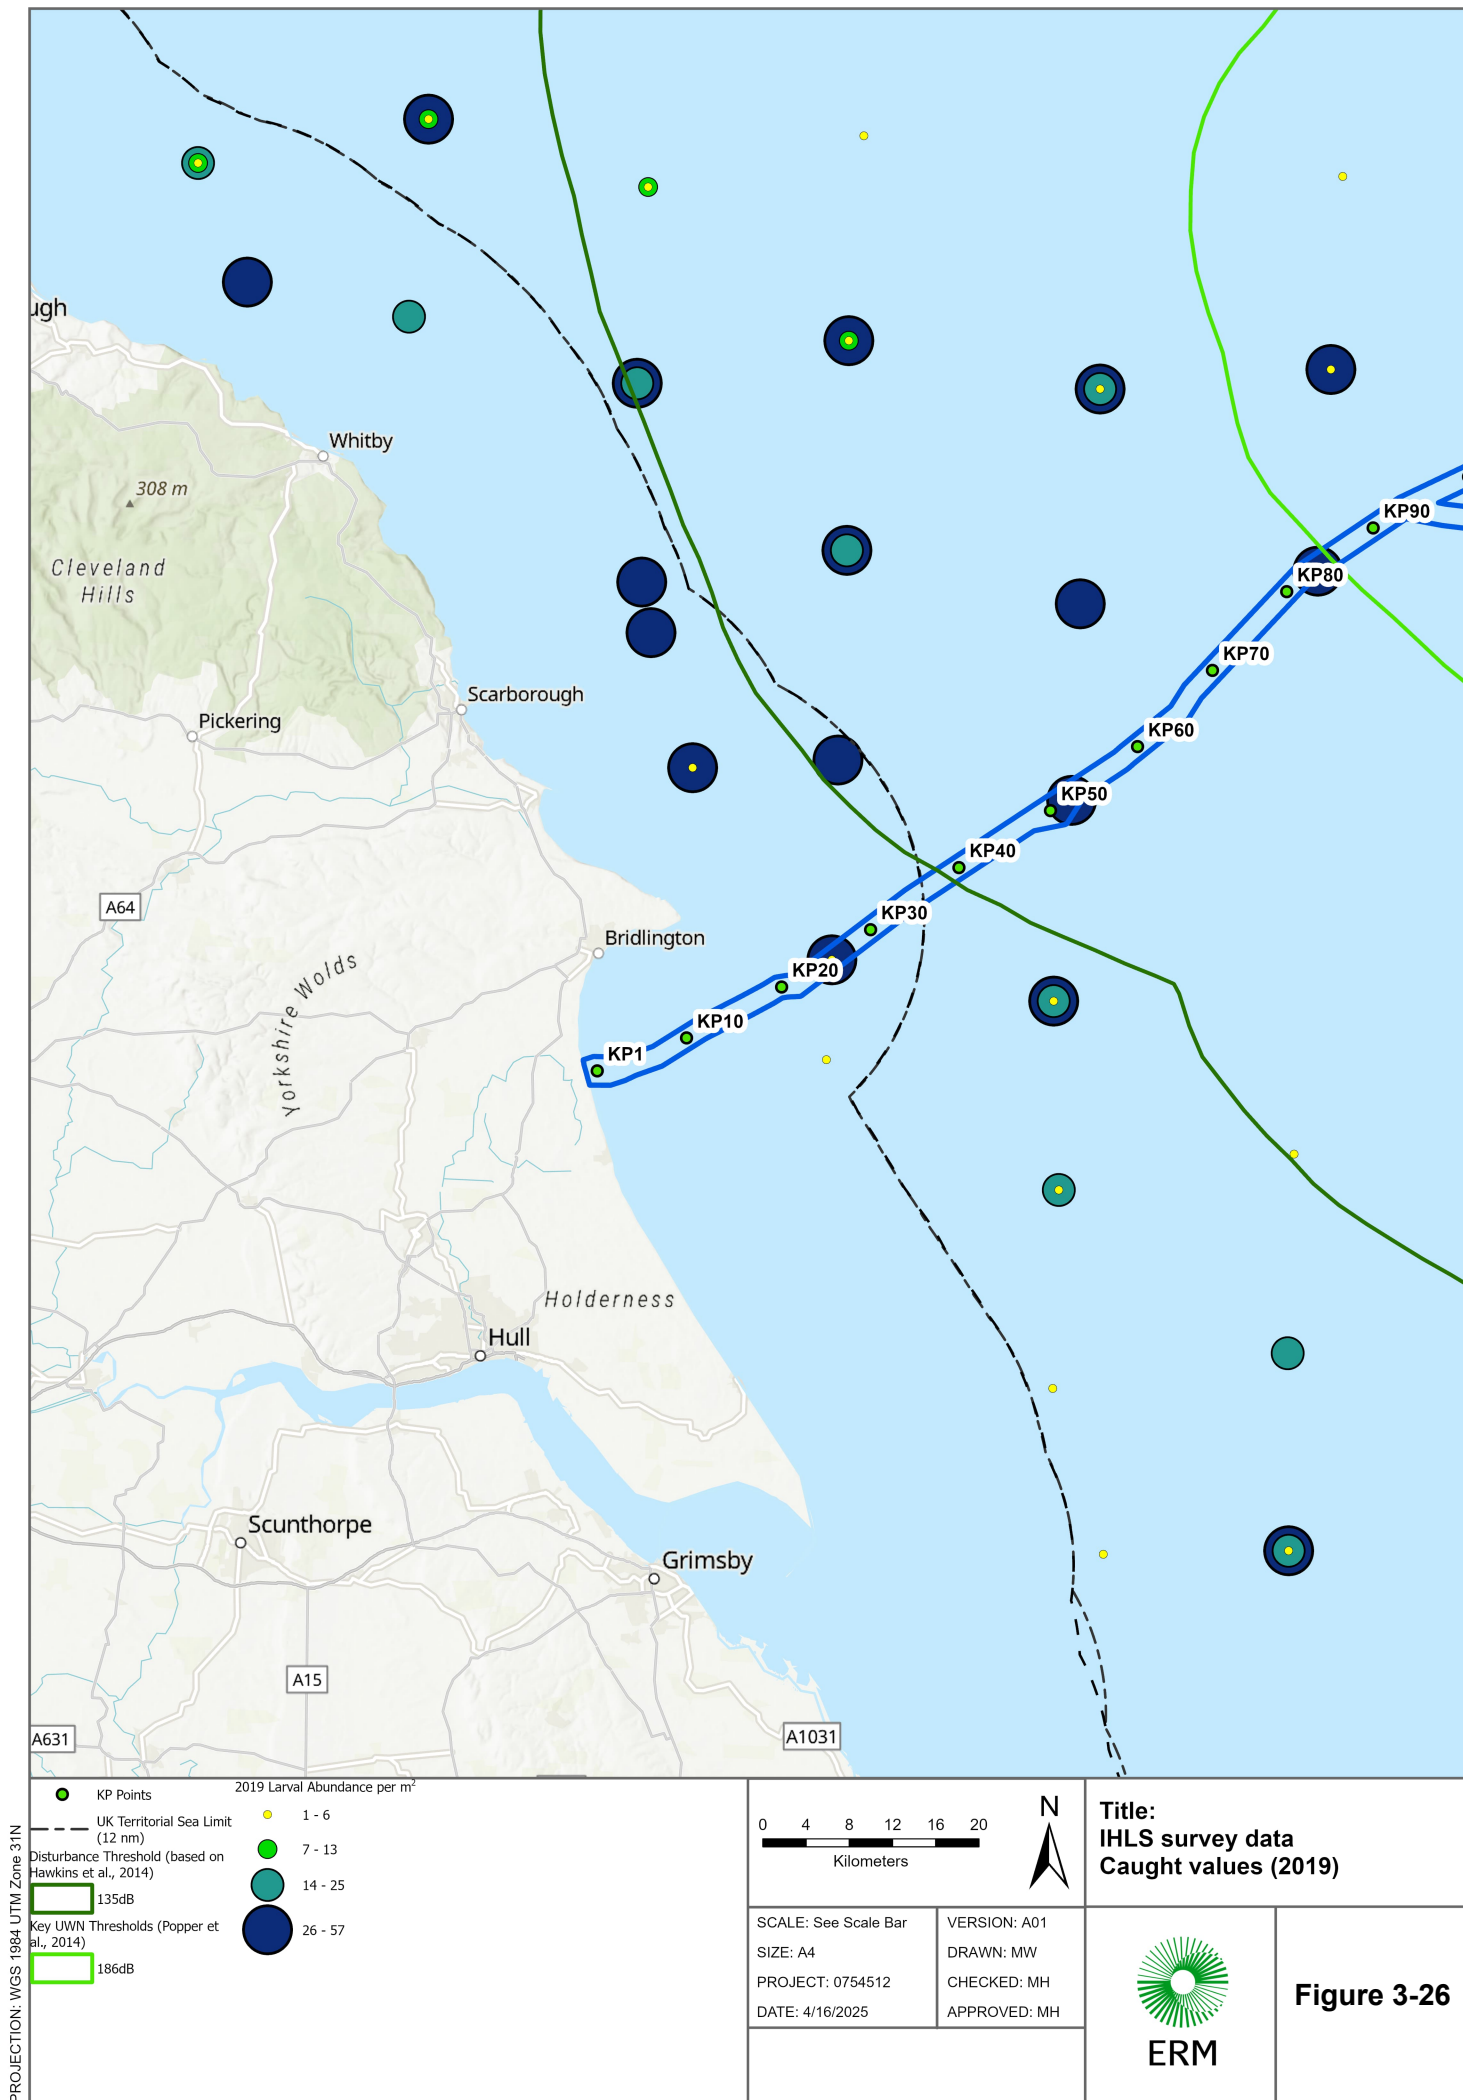 ugh
Whitby
308 m
Cleveland
Hills
KP90
KP80
KP70
Scarborough
Pickering
KP60
KP50
KP40
A64
KP30
Bridlington
Yorkshire Wolds
KP20
KP10
KP1
Holderness
Hull
Scunthorpe
Grimsby
A15
A631
A1031
PROJECTION: WGS 1984 UTM Zone 31N
KP Points
UK Territorial Sea Limit
(12 nm)
Disturbance Threshold (based on
Hawkins et al., 2014)
135dB
Key UWN Thresholds (Popper et
al., 2014)
186dB
2019 Larval Abundance per m²
1 - 6
7 - 13
14 - 25
26 - 57
0 4 8 12 16 20
Kilometers
N
Title:
IHLS survey data
Caught values (2019)
SCALE: See Scale Bar
SIZE: A4
PROJECT: 0754512
DATE: 4/16/2025
VERSION: A01
DRAWN: MW
CHECKED: MH
APPROVED: MH
ERM
Figure 3-26